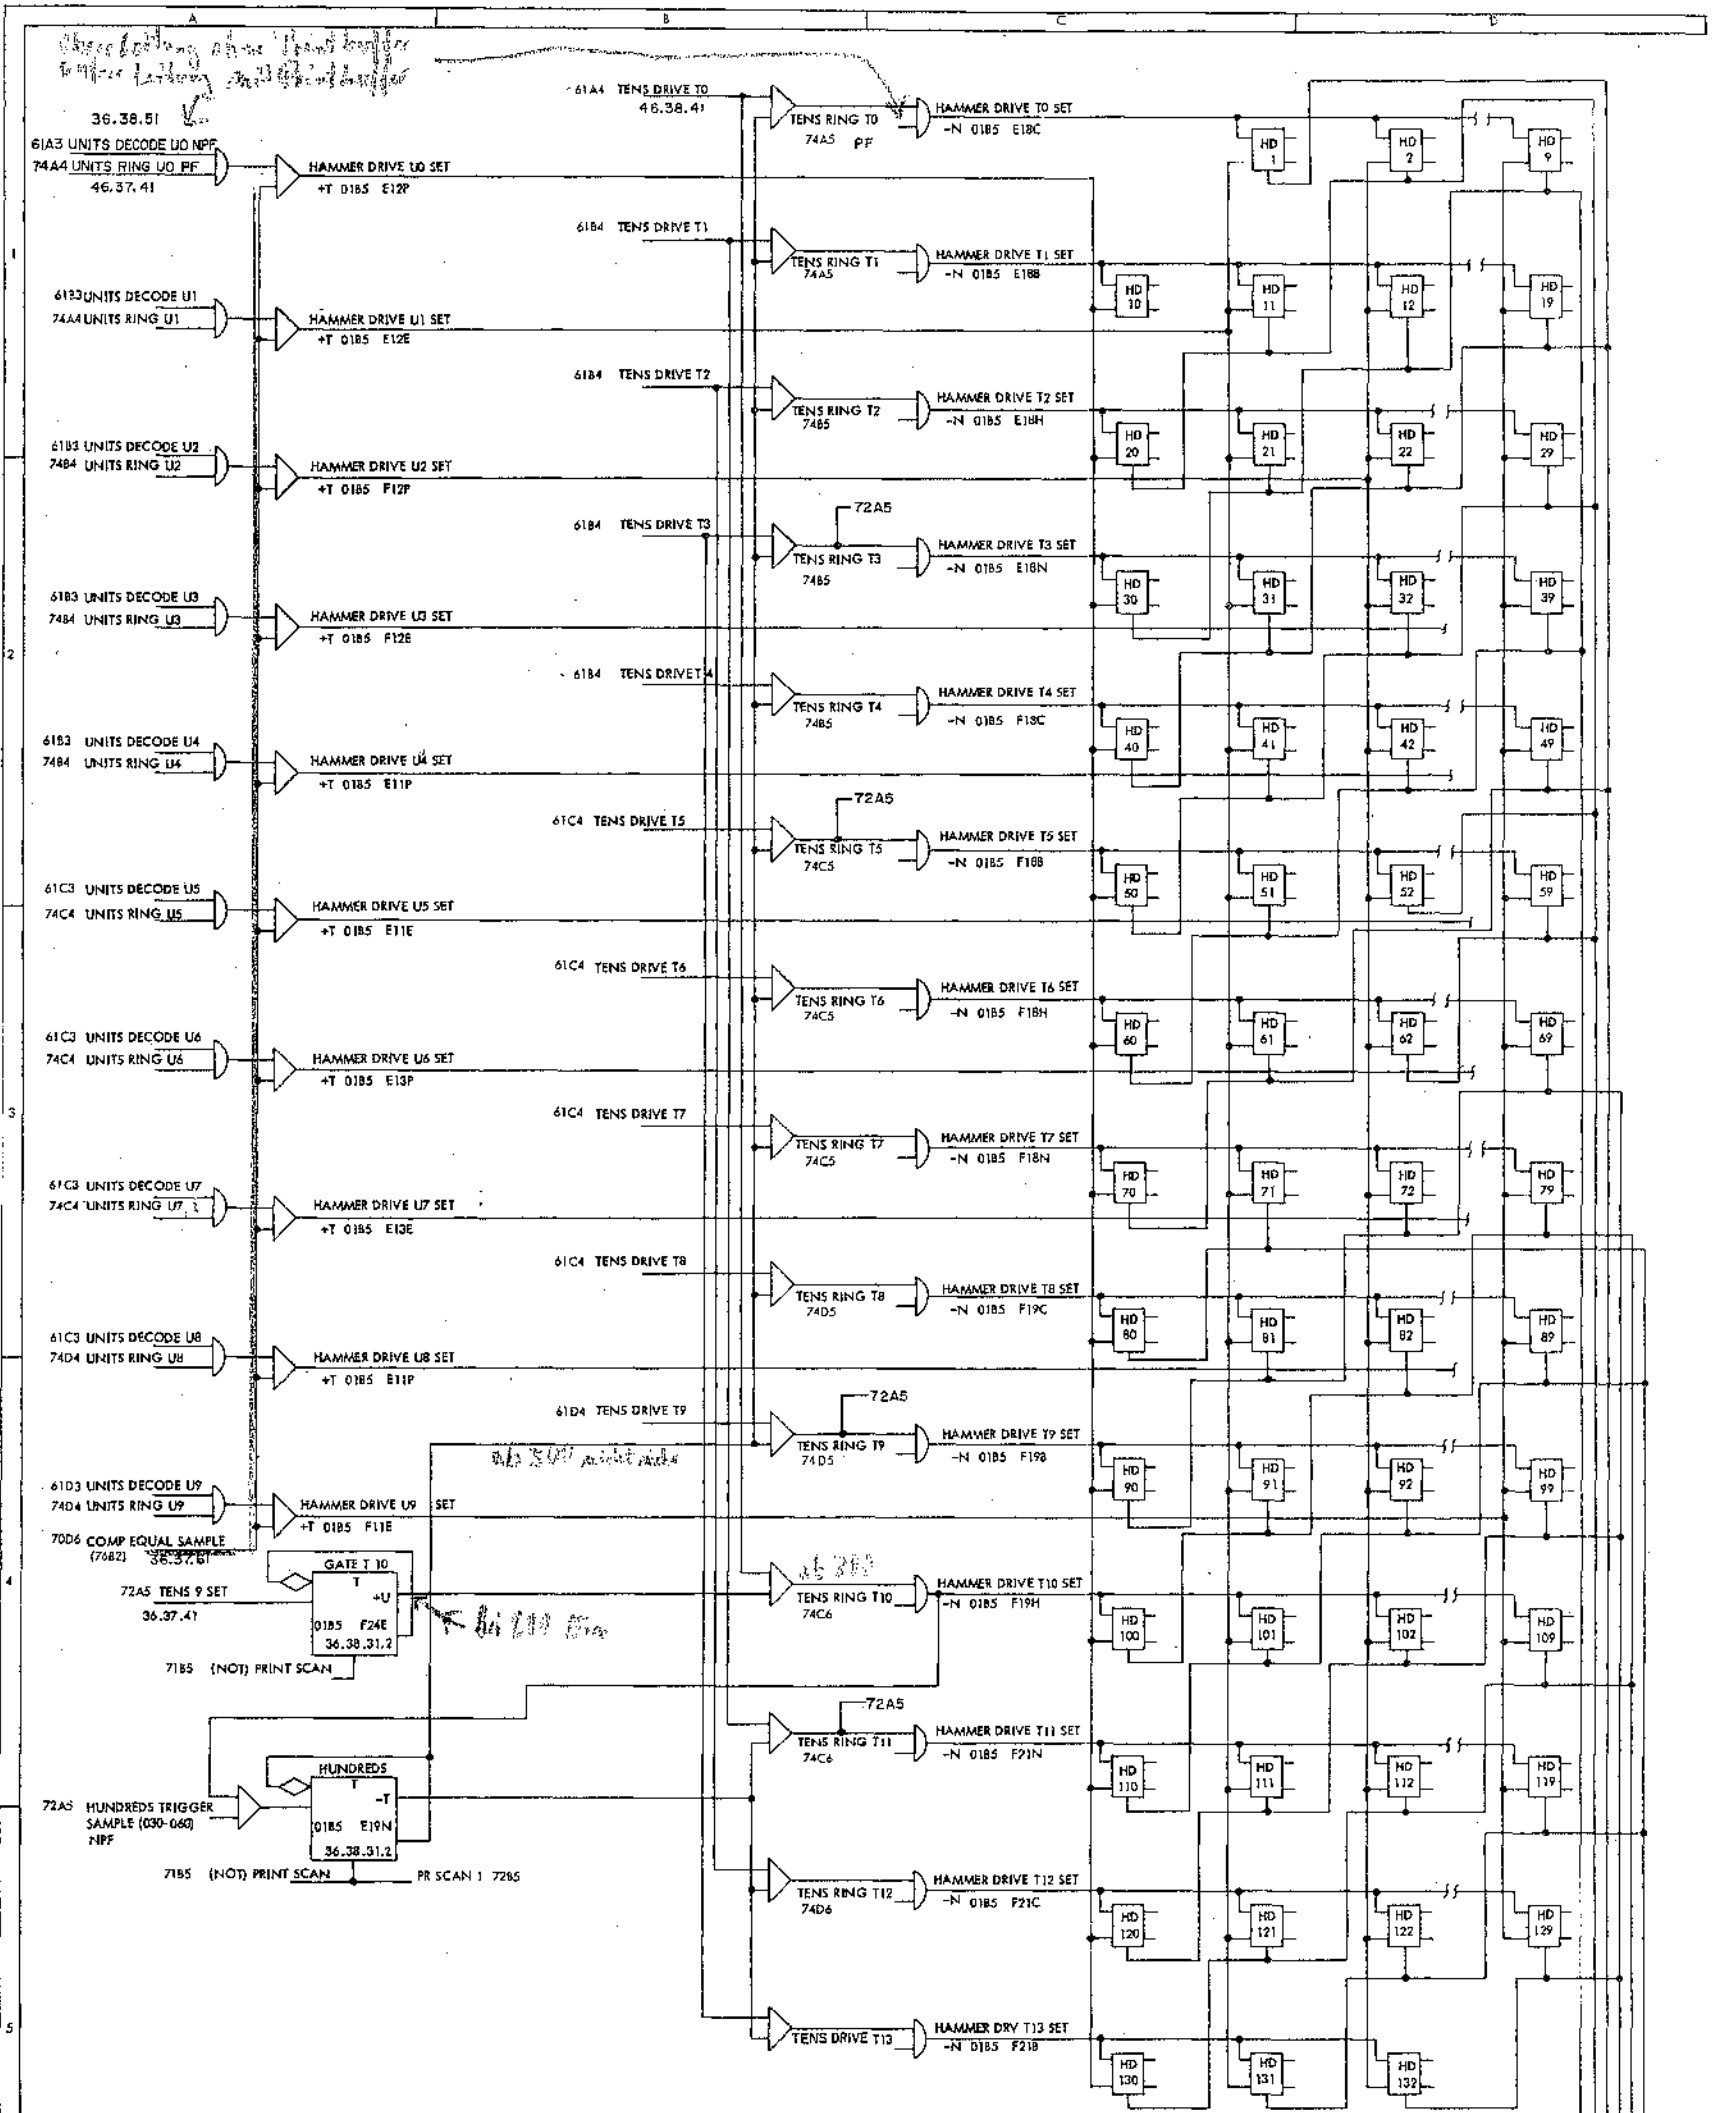 A B C D
36.38.51
61A3 UNITS DECODE U0 NPF
74A4 UNITS RING U0 PF
46.37.41
HAMMER DRIVE U0 SET
+T 01B5 E12P
61A4 TENS DRIVE T0
46.38.41
TENS RING T0
74A5 PF
HAMMER DRIVE T0 SET
-N 01B5 E18C
HD 1
HD 2
HD 9
1
61B4 TENS DRIVE T1
TENS RING T1
74A5
HAMMER DRIVE T1 SET
-N 01B5 E18B
HD 10
HD 11
HD 12
HD 19
61B3 UNITS DECODE U1
74A4 UNITS RING U1
HAMMER DRIVE U1 SET
+T 01B5 E12E
61B4 TENS DRIVE T2
TENS RING T2
74B5
HAMMER DRIVE T2 SET
-N 01B5 E18H
HD 20
HD 21
HD 22
HD 29
61B3 UNITS DECODE U2
74B4 UNITS RING U2
HAMMER DRIVE U2 SET
+T 01B5 F12P
61B4 TENS DRIVE T3
72A5
TENS RING T3
74B5
HAMMER DRIVE T3 SET
-N 01B5 E18N
HD 30
HD 31
HD 32
HD 39
61B3 UNITS DECODE U3
74B4 UNITS RING U3
HAMMER DRIVE U3 SET
+T 01B5 F12E
2
61B4 TENS DRIVE T4
TENS RING T4
74B5
HAMMER DRIVE T4 SET
-N 01B5 F18C
HD 40
HD 41
HD 42
HD 49
61B3 UNITS DECODE U4
74B4 UNITS RING U4
HAMMER DRIVE U4 SET
+T 01B5 E11P
61C4 TENS DRIVE T5
72A5
TENS RING T5
74C5
HAMMER DRIVE T5 SET
-N 01B5 F18B
HD 50
HD 51
HD 52
HD 59
61C3 UNITS DECODE U5
74C4 UNITS RING U5
HAMMER DRIVE U5 SET
+T 01B5 E11E
61C4 TENS DRIVE T6
TENS RING T6
74C5
HAMMER DRIVE T6 SET
-N 01B5 F18H
HD 60
HD 61
HD 62
HD 69
61C3 UNITS DECODE U6
74C4 UNITS RING U6
HAMMER DRIVE U6 SET
+T 01B5 E13P
3
61C4 TENS DRIVE T7
TENS RING T7
74C5
HAMMER DRIVE T7 SET
-N 01B5 F18N
HD 70
HD 71
HD 72
HD 79
61C3 UNITS DECODE U7
74C4 UNITS RING U7
HAMMER DRIVE U7 SET
+T 01B5 E13E
61C4 TENS DRIVE T8
TENS RING T8
74D5
HAMMER DRIVE T8 SET
-N 01B5 F19C
HD 80
HD 81
HD 82
HD 89
61C3 UNITS DECODE U8
74D4 UNITS RING U8
HAMMER DRIVE U8 SET
+T 01B5 E11P
61D4 TENS DRIVE T9
72A5
TENS RING T9
74D5
HAMMER DRIVE T9 SET
-N 01B5 F19B
HD 90
HD 91
HD 92
HD 99
61D3 UNITS DECODE U9
74D4 UNITS RING U9
HAMMER DRIVE U9 SET
+T 01B5 F11E
70D6 COMP EQUAL SAMPLE
(76B2) 36.37.61
4
GATE T 10
T
+U
01B5 F24E
36.38.31.2
72A5 TENS 9 SET
36.37.41
71B5 (NOT) PRINT SCAN
ab 300
TENS RING T10
74C6
HAMMER DRIVE T10 SET
-N 01B5 F19H
HD 100
HD 101
HD 102
HD 109
72A5
TENS RING T11
74C6
HAMMER DRIVE T11 SET
-N 01B5 F21N
HD 110
HD 111
HD 112
HD 119
HUNDREDS
T
-T
01B5 E19N
36.38.31.2
72A5 HUNDREDS TRIGGER
SAMPLE (030-060)
NPF
71B5 (NOT) PRINT SCAN
PR SCAN 1 72B5
TENS RING T12
74D6
HAMMER DRIVE T12 SET
-N 01B5 F21C
HD 120
HD 121
HD 122
HD 129
5
TENS DRIVE T13
HAMMER DRV T13 SET
-N 01B5 F21B
HD 130
HD 131
HD 132